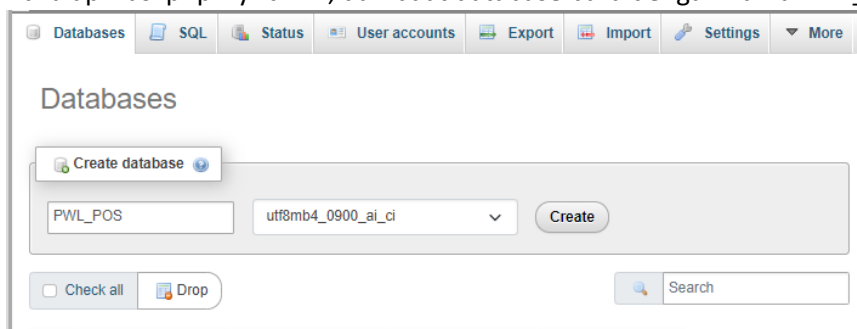 Databases SQL Status User accounts Export Import Settings More
Databases
Create database
PWL_POS utf8mb4_0900_ai_ci Create
Check all Drop Search